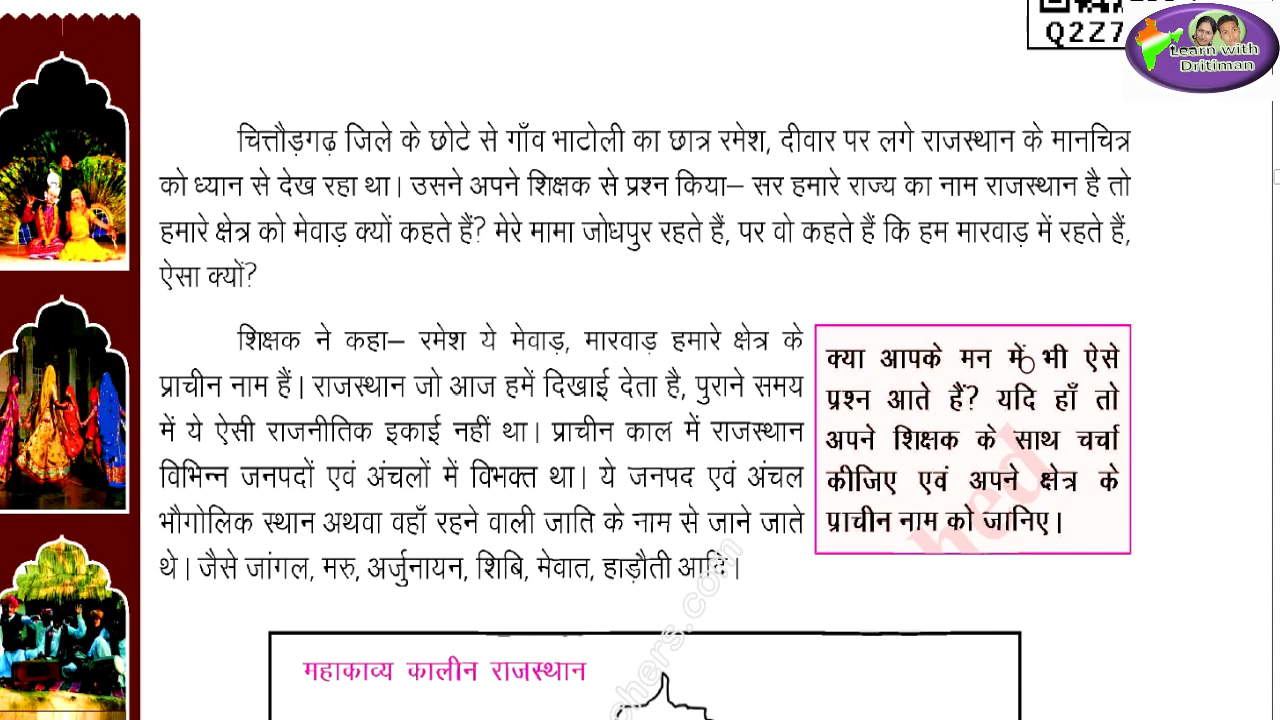 Q2Z7
Learn with
Dritiman
चित्तौड़गढ़ जिले के छोटे से गाँव भाटोली का छात्र रमेश, दीवार पर लगे राजस्थान के मानचित्र
को ध्यान से देख रहा था। उसने अपने शिक्षक से प्रश्न किया– सर हमारे राज्य का नाम राजस्थान है तो
हमारे क्षेत्र को मेवाड़ क्यों कहते हैं? मेरे मामा जोधपुर रहते हैं, पर वो कहते हैं कि हम मारवाड़ में रहते हैं,
ऐसा क्यों?
शिक्षक ने कहा– रमेश ये मेवाड़, मारवाड़ हमारे क्षेत्र के
प्राचीन नाम हैं। राजस्थान जो आज हमें दिखाई देता है, पुराने समय
में ये ऐसी राजनीतिक इकाई नहीं था। प्राचीन काल में राजस्थान
विभिन्न जनपदों एवं अंचलों में विभक्त था। ये जनपद एवं अंचल
भौगोलिक स्थान अथवा वहाँ रहने वाली जाति के नाम से जाने जाते
थे। जैसे जांगल, मरु, अर्जुनायन, शिबि, मेवात, हाड़ौती आदि।
क्या आपके मन में भी ऐसे
प्रश्न आते हैं? यदि हाँ तो
अपने शिक्षक के साथ चर्चा
कीजिए एवं अपने क्षेत्र के
प्राचीन नाम को जानिए।
महाकाव्य कालीन राजस्थान